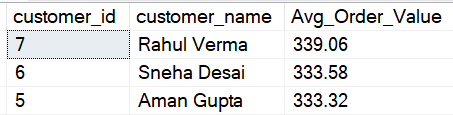 customer_id customer_name Avg_Order_Value
7 Rahul Verma 339.06
6 Sneha Desai 333.58
5 Aman Gupta 333.32